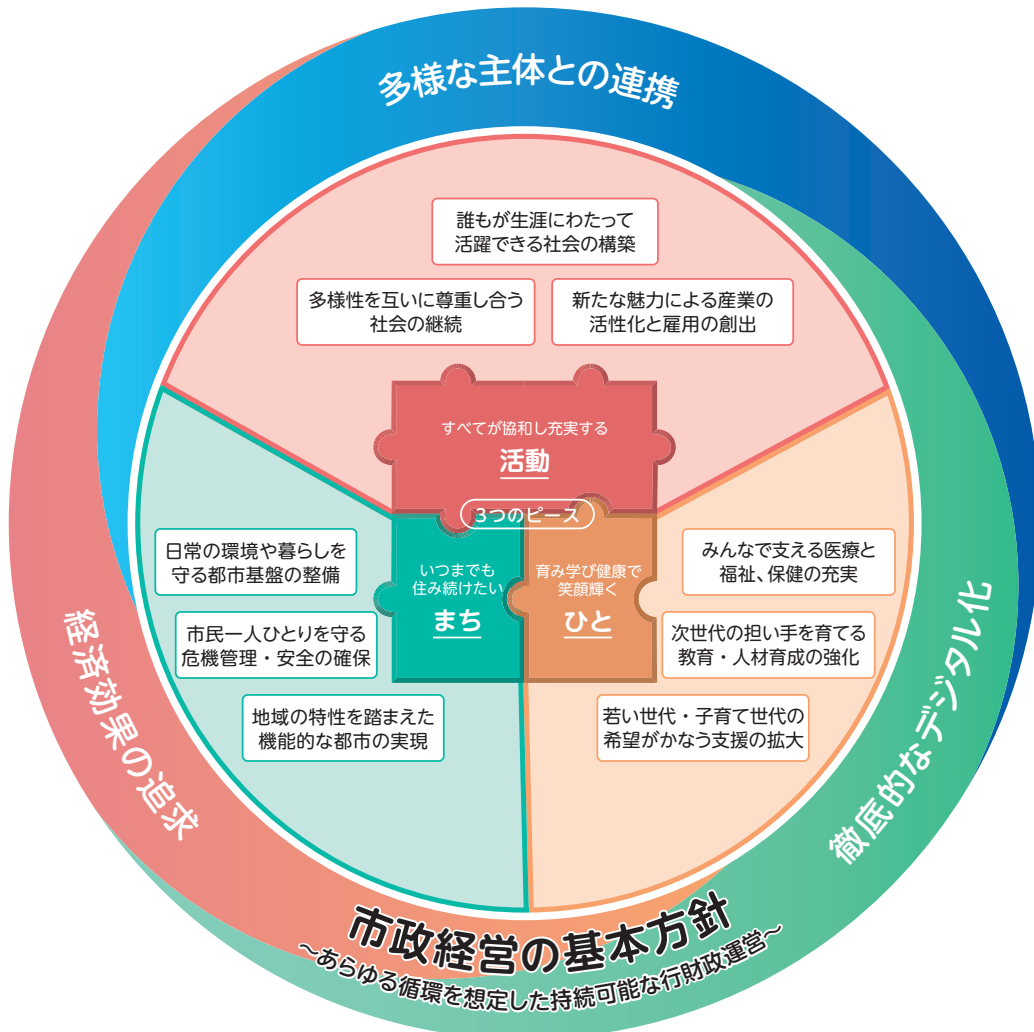 多様な主体との連携
誰もが生涯にわたって
活躍できる社会の構築
多様性を互いに尊重し合う
社会の継続
新たな魅力による産業の
活性化と雇用の創出
すべてが協和し充実する
活動
3つのピース
いつまでも
住み続けたい
まち
育み学び健康で
笑顔輝く
ひと
日常の環境や暮らしを
守る都市基盤の整備
市民一人ひとりを守る
危機管理・安全の確保
地域の特性を踏まえた
機能的な都市の実現
みんなで支える医療と
福祉、保健の充実
次世代の担い手を育てる
教育・人材育成の強化
若い世代・子育て世代の
希望がかなう支援の拡大
経済効果の追求
徹底的なデジタル化
市政経営の基本方針
～あらゆる循環を想定した持続可能な行財政運営～